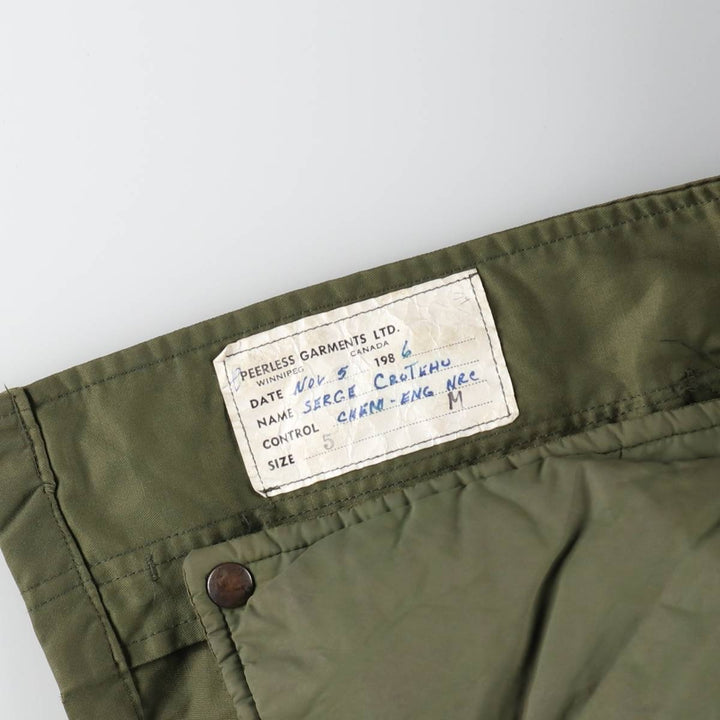 PEERLESS GARMENTS LTD.
WINNIPEG CANADA
DATE NOV 5 1986
NAME SERGE CROTEAU
CONTROL CHEM-ENG NRC
SIZE 5 M